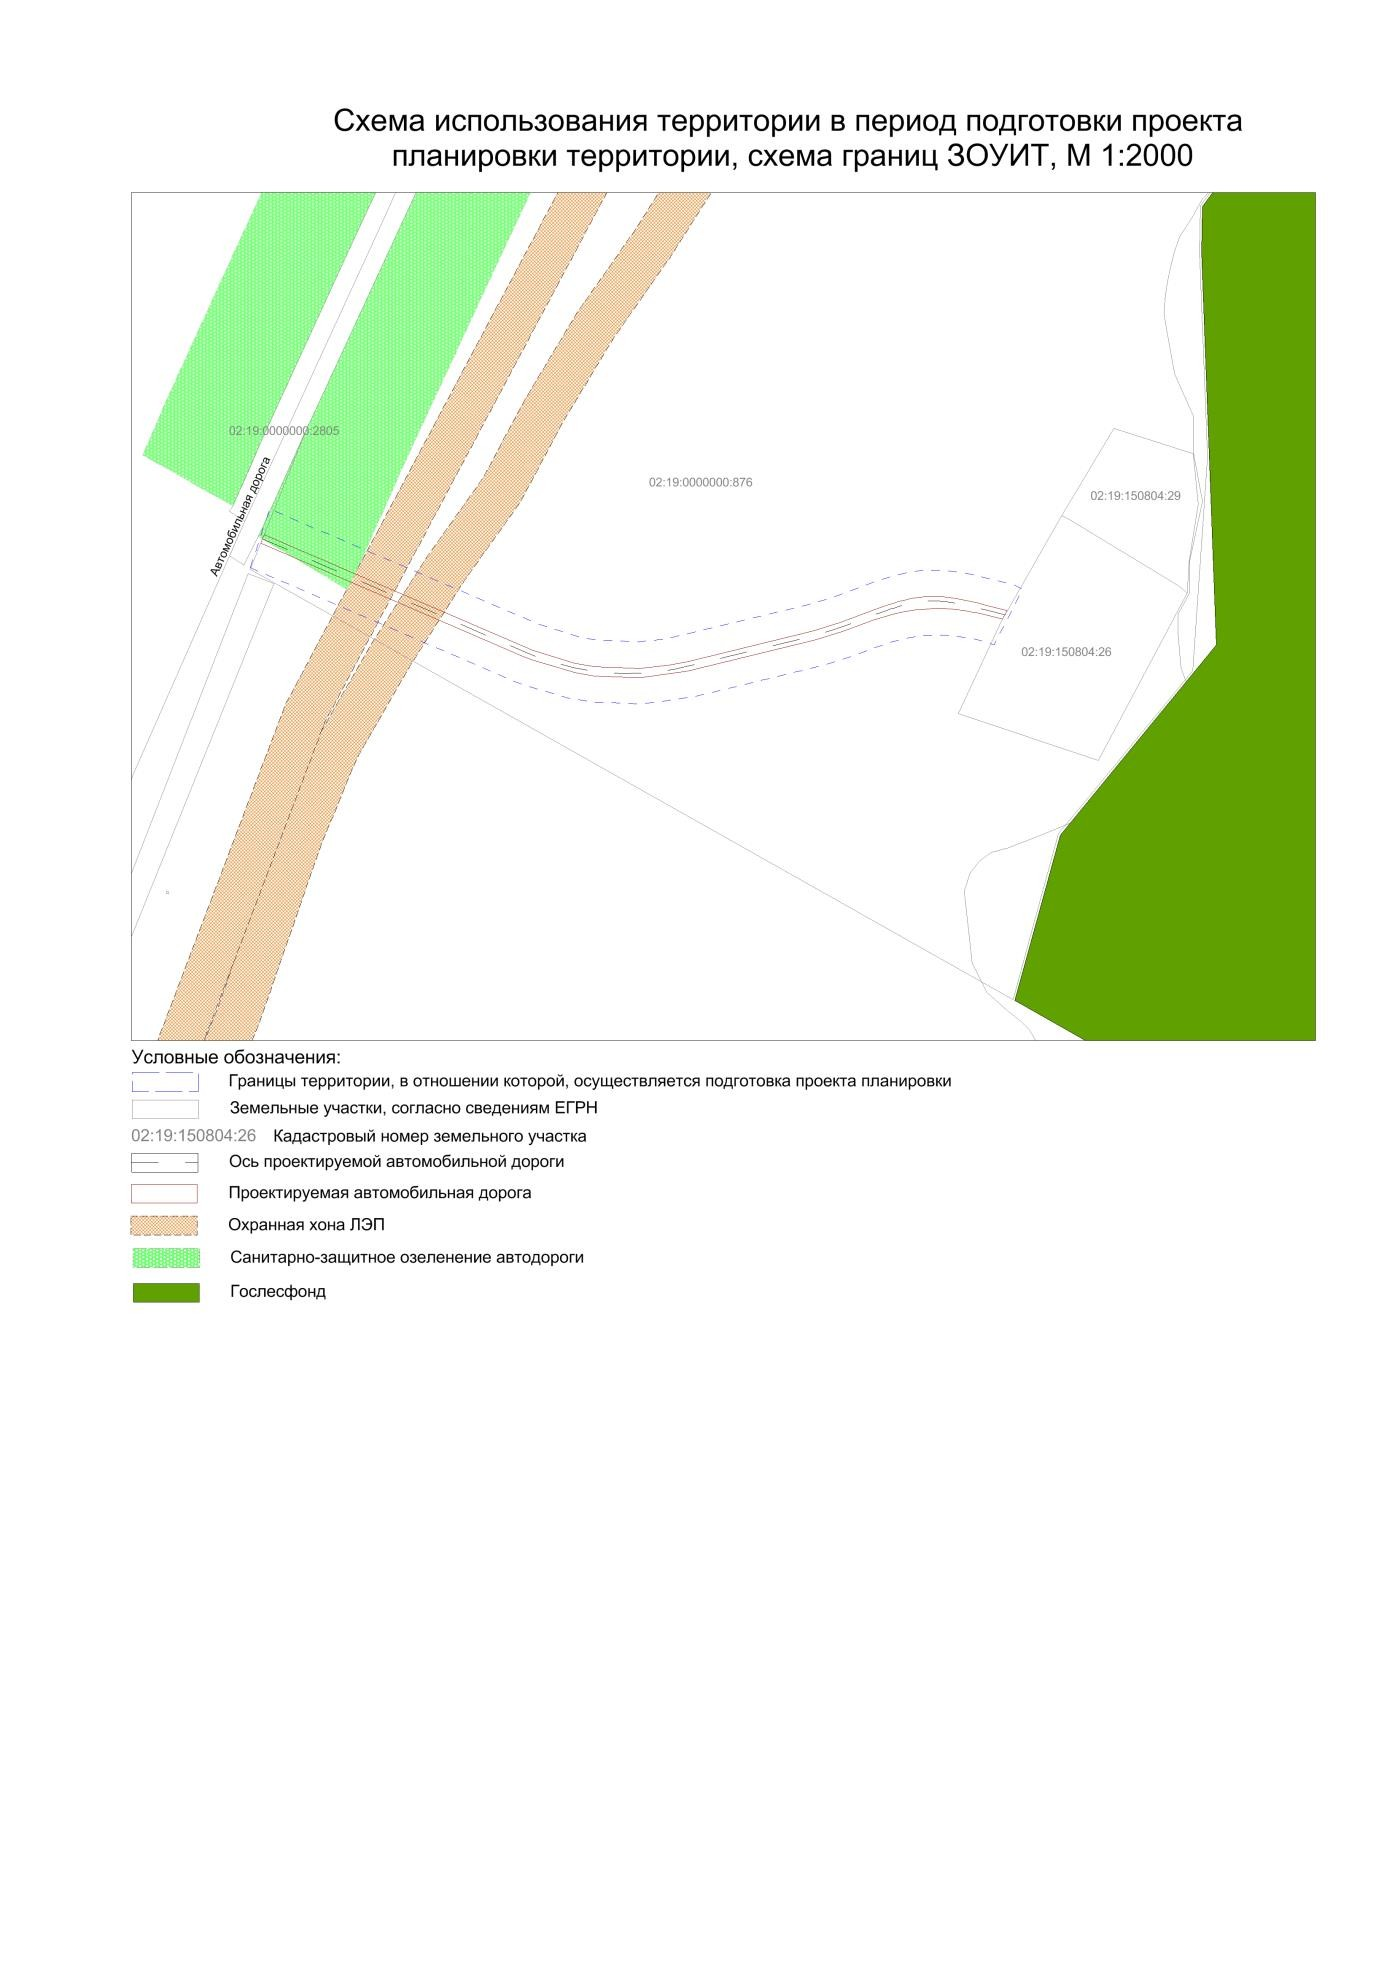 Схема использования территории в период подготовки проекта
планировки территории, схема границ ЗОУИТ, М 1:2000
02:19:0000000:2805
Автомобильная дорога
02:19:0000000:876
02:19:150804:29
02:19:150804:26
Условные обозначения:
Границы территории, в отношении которой, осуществляется подготовка проекта планировки
Земельные участки, согласно сведениям ЕГРН
02:19:150804:26 Кадастровый номер земельного участка
Ось проектируемой автомобильной дороги
Проектируемая автомобильная дорога
Охранная хона ЛЭП
Санитарно-защитное озеленение автодороги
Гослесфонд